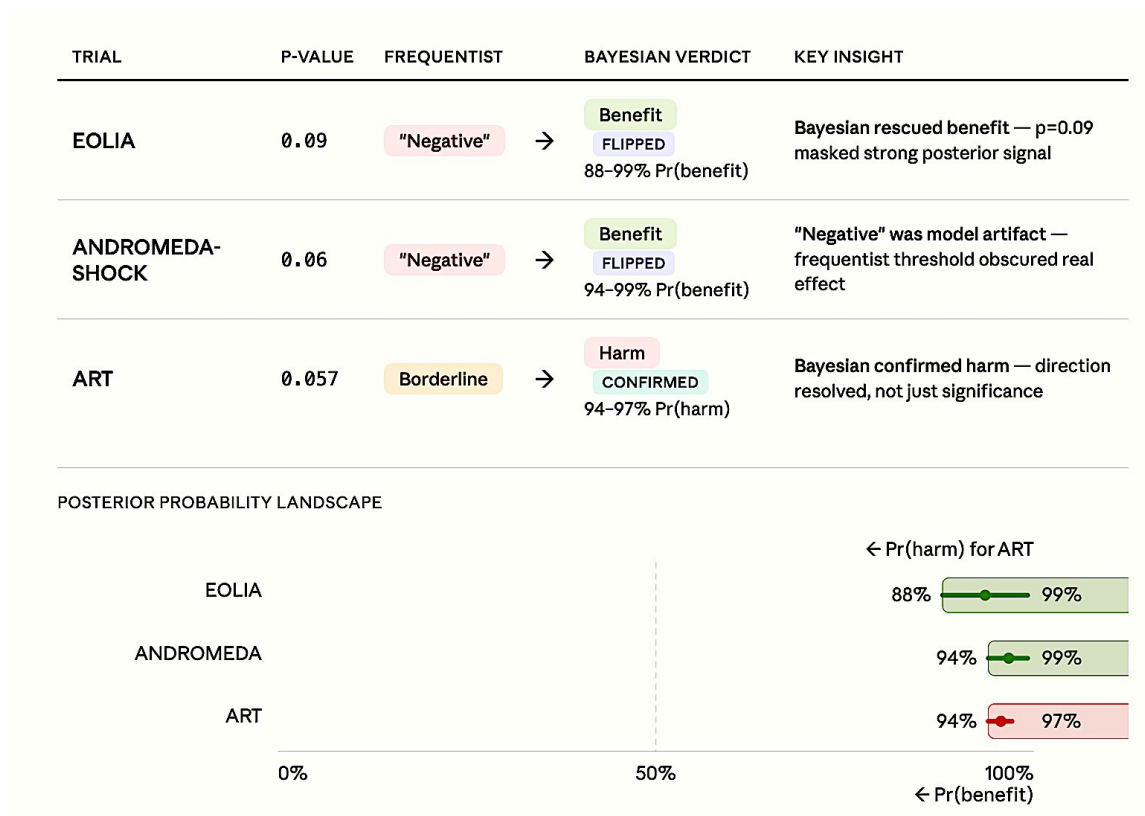 TRIAL P-VALUE FREQUENTIST BAYESIAN VERDICT KEY INSIGHT
EOLIA 0.09 "Negative" → Benefit
FLIPPED
88–99% Pr(benefit)
Bayesian rescued benefit — p=0.09
masked strong posterior signal
ANDROMEDA-
SHOCK
0.06 "Negative" → Benefit
FLIPPED
94–99% Pr(benefit)
"Negative" was model artifact —
frequentist threshold obscured real
effect
ART 0.057 Borderline → Harm
CONFIRMED
94–97% Pr(harm)
Bayesian confirmed harm — direction
resolved, not just significance
POSTERIOR PROBABILITY LANDSCAPE
← Pr(harm) for ART
EOLIA 88% 99%
ANDROMEDA 94% 99%
ART 94% 97%
0% 50% 100%
← Pr(benefit)